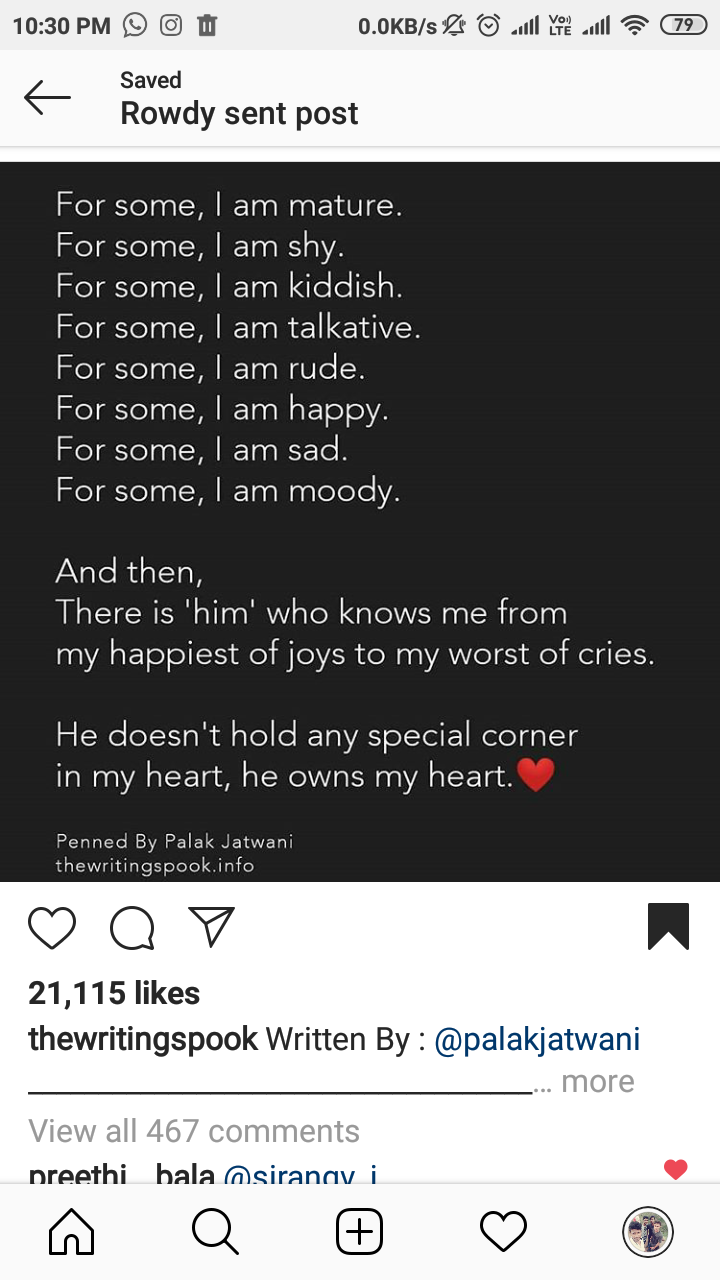 10:30 PM 0.0KB/s Vo) LTE 79
Saved
Rowdy sent post
For some, I am mature.
For some, I am shy.
For some, I am kiddish.
For some, I am talkative.
For some, I am rude.
For some, I am happy.
For some, I am sad.
For some, I am moody.
And then,
There is 'him' who knows me from
my happiest of joys to my worst of cries.
He doesn't hold any special corner
in my heart, he owns my heart.❤️
Penned By Palak Jatwani
thewritingspook.info
21,115 likes
thewritingspook Written By : @palakjatwani
______________________________... more
View all 467 comments
preethi__bala